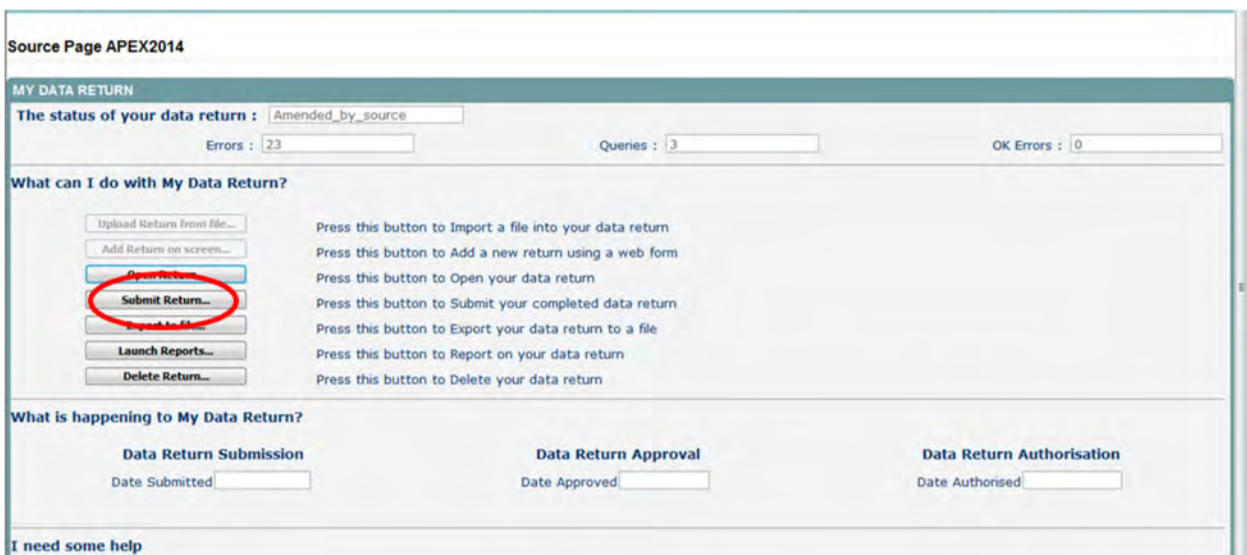 Source Page APEX2014
MY DATA RETURN
The status of your data return : Amended_by_source
Errors : 23 Queries : 3 OK Errors : 0
What can I do with My Data Return?
Upload Return from file... Press this button to Import a file into your data return
Add Return on screen... Press this button to Add a new return using a web form
Open Return... Press this button to Open your data return
Submit Return... Press this button to Submit your completed data return
Export to file... Press this button to Export your data return to a file
Launch Reports... Press this button to Report on your data return
Delete Return... Press this button to Delete your data return
What is happening to My Data Return?
Data Return Submission Data Return Approval Data Return Authorisation
Date Submitted Date Approved Date Authorised
I need some help